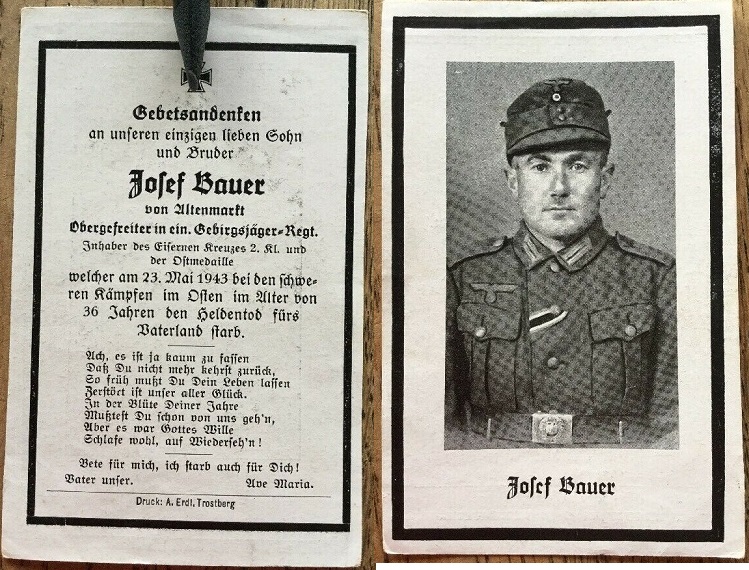 Gebetsandenken
an unseren einzigen lieben Sohn
und Bruder
Josef Bauer
von Altenmarkt
Obergefreiter in ein. Gebirgsjäger-Regt.
Inhaber des Eisernen Kreuzes 2. Kl. und
der Ostmedaille
welcher am 23. Mai 1943 bei den schwe-
ren Kämpfen im Osten im Alter von
36 Jahren den Heldentod fürs
Vaterland starb.
Ach, es ist ja kaum zu fassen
Daß Du nicht mehr kehrst zurück,
So früh mußt Du Dein Leben lassen
Zerstört ist unser aller Glück.
In der Blüte Deiner Jahre
Mußtest Du schon von uns geh'n,
Aber es war Gottes Wille
Schlafe wohl, auf Wiederseh'n!
Bete für mich, ich starb auch für Dich!
Vater unser. Ave Maria.
Druck: A. Erdl, Trostberg
Josef Bauer